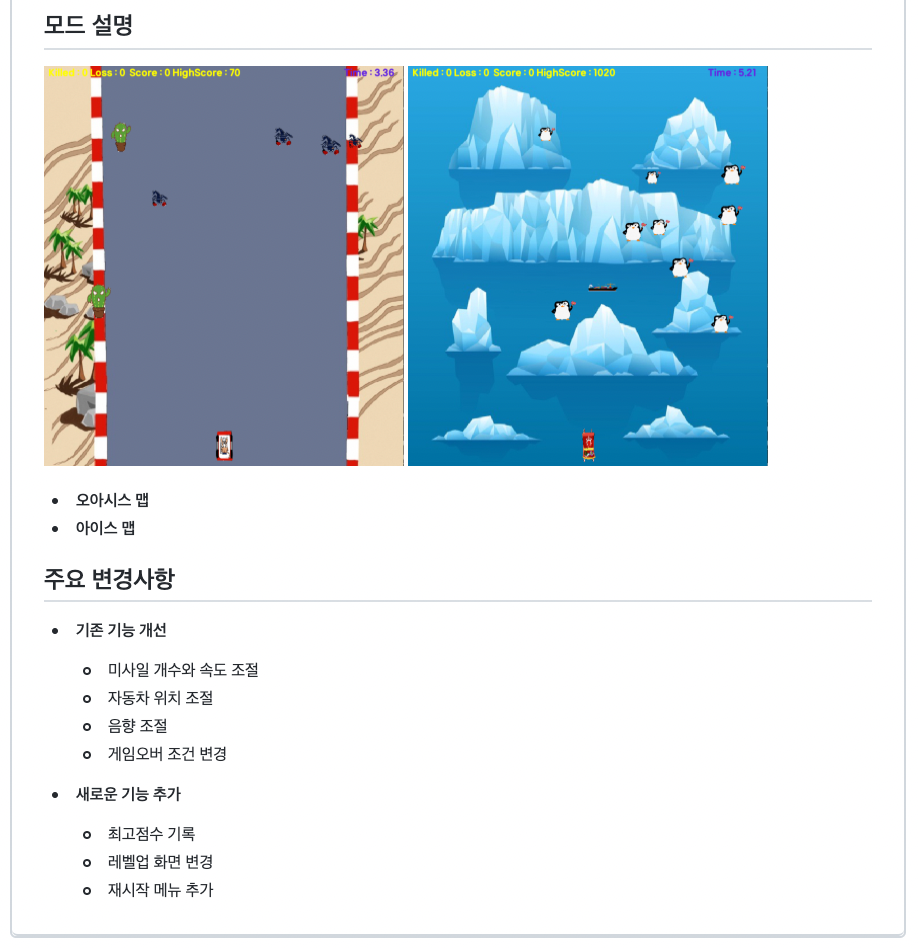 모드 설명
Killed : 0 Loss : 0 Score : 0 HighScore : 70 Time : 3.36
Killed : 0 Loss : 0 Score : 0 HighScore : 1020 Time : 5.21
오아시스 맵
아이스 맵
주요 변경사항
기존 기능 개선
미사일 개수와 속도 조절
자동차 위치 조절
음향 조절
게임오버 조건 변경
새로운 기능 추가
최고점수 기록
레벨업 화면 변경
재시작 메뉴 추가